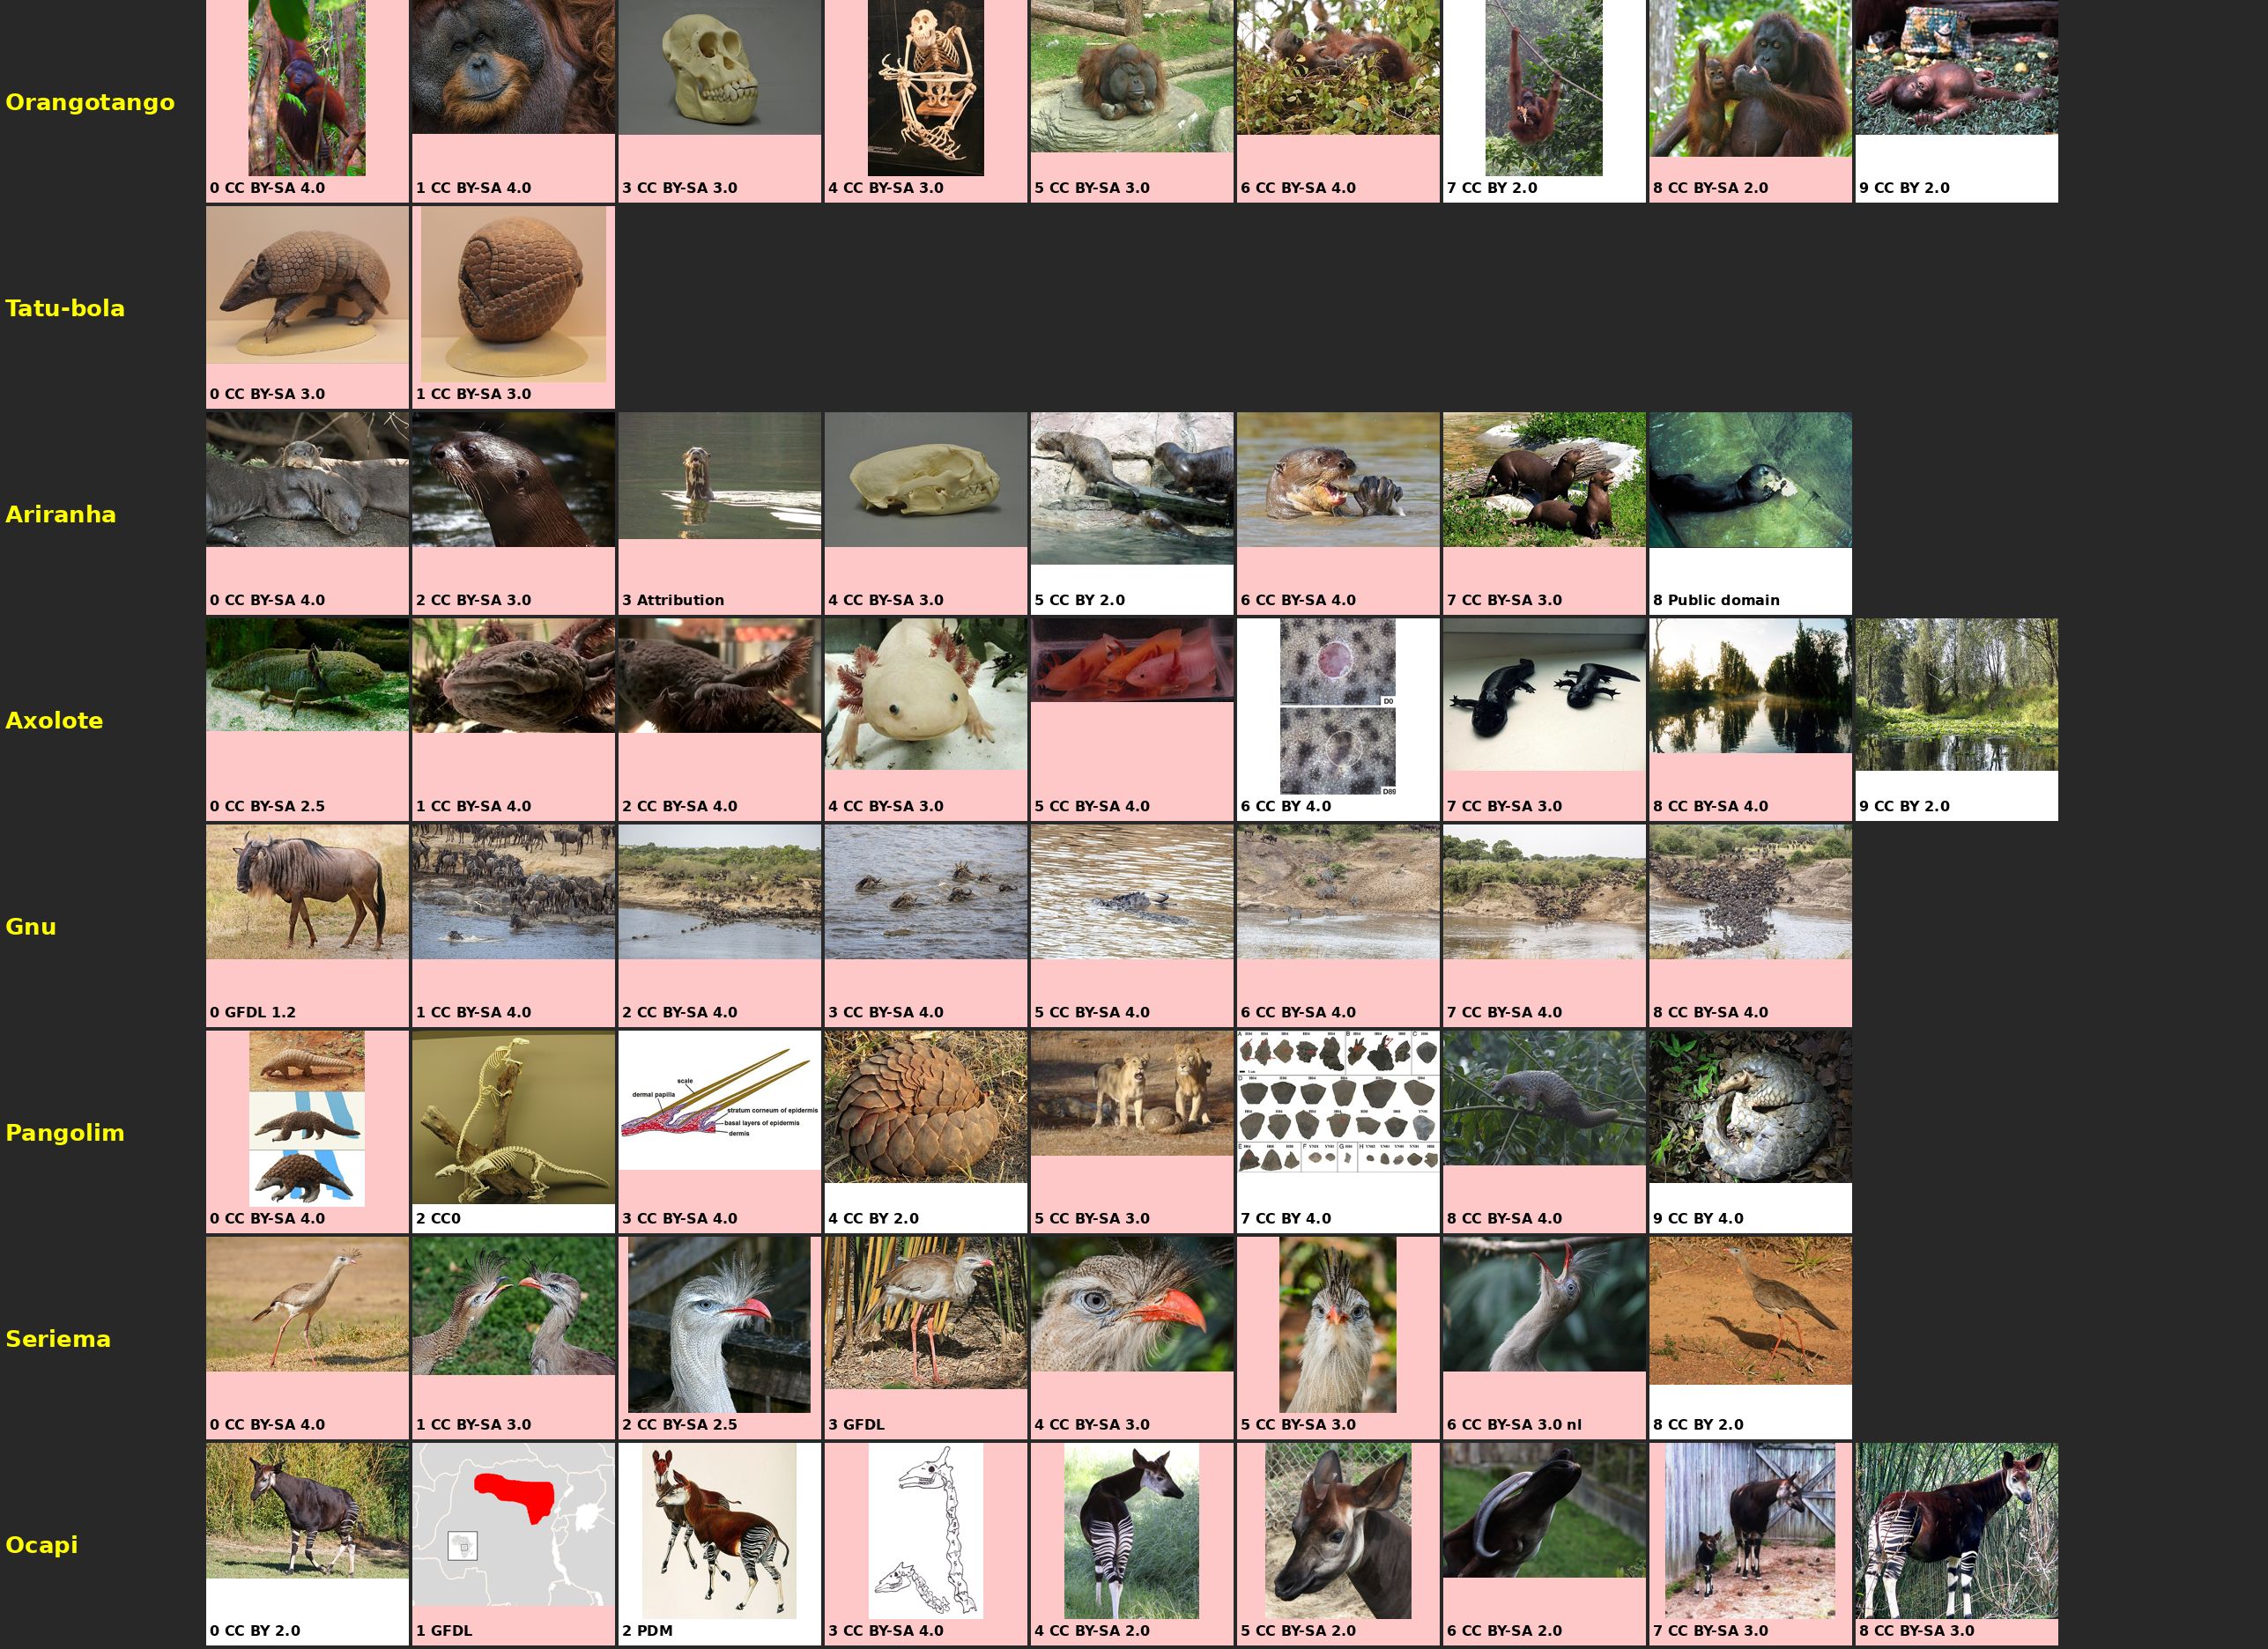 Orangotango
0 CC BY-SA 4.0
1 CC BY-SA 4.0
3 CC BY-SA 3.0
4 CC BY-SA 3.0
5 CC BY-SA 3.0
6 CC BY-SA 4.0
7 CC BY 2.0
8 CC BY-SA 2.0
9 CC BY 2.0
Tatu-bola
0 CC BY-SA 3.0
1 CC BY-SA 3.0
Ariranha
0 CC BY-SA 4.0
2 CC BY-SA 3.0
3 Attribution
4 CC BY-SA 3.0
5 CC BY 2.0
6 CC BY-SA 4.0
7 CC BY-SA 3.0
8 Public domain
Axolote
D0
D89
0 CC BY-SA 2.5
1 CC BY-SA 4.0
2 CC BY-SA 4.0
4 CC BY-SA 3.0
5 CC BY-SA 4.0
6 CC BY 4.0
7 CC BY-SA 3.0
8 CC BY-SA 4.0
9 CC BY 2.0
Gnu
0 GFDL 1.2
1 CC BY-SA 4.0
2 CC BY-SA 4.0
3 CC BY-SA 4.0
5 CC BY-SA 4.0
6 CC BY-SA 4.0
7 CC BY-SA 4.0
8 CC BY-SA 4.0
Pangolim
scale
dermal papilla
stratum corneum of epidermis
basal layers of epidermis
dermis
0 CC BY-SA 4.0
2 CC0
3 CC BY-SA 4.0
4 CC BY 2.0
5 CC BY-SA 3.0
7 CC BY 4.0
8 CC BY-SA 4.0
9 CC BY 4.0
Seriema
0 CC BY-SA 4.0
1 CC BY-SA 3.0
2 CC BY-SA 2.5
3 GFDL
4 CC BY-SA 3.0
5 CC BY-SA 3.0
6 CC BY-SA 3.0 nl
8 CC BY 2.0
Ocapi
0 CC BY 2.0
1 GFDL
2 PDM
3 CC BY-SA 4.0
4 CC BY-SA 2.0
5 CC BY-SA 2.0
6 CC BY-SA 2.0
7 CC BY-SA 3.0
8 CC BY-SA 3.0